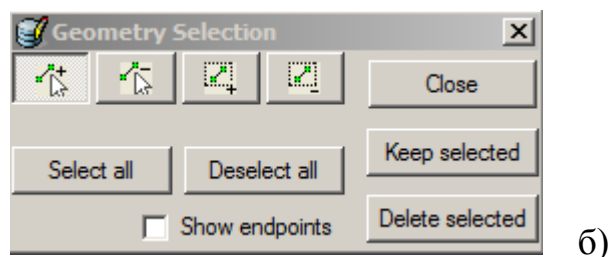 Geometry Selection
Close
Select all
Deselect all
Keep selected
Show endpoints
Delete selected
б)